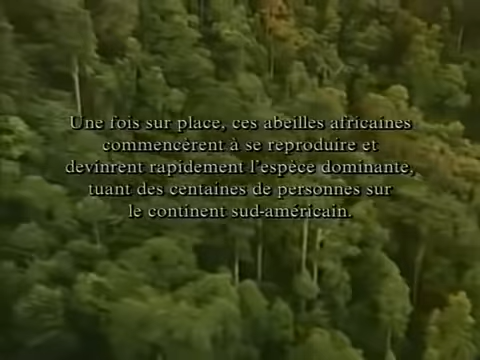 Une fois sur place, ces abeilles africaines
commencèrent à se reproduire et
devinrent rapidement l'espèce dominante,
tuant des centaines de personnes sur
le continent sud-américain.